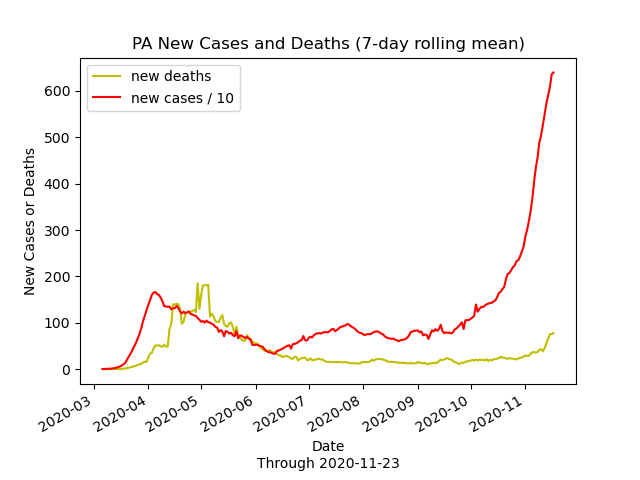 PA New Cases and Deaths (7-day rolling mean)
new deaths
new cases / 10
600
500
400
300
200
100
0
New Cases or Deaths
2020-03
2020-04
2020-05
2020-06
2020-07
2020-08
2020-09
2020-10
2020-11
Date
Through 2020-11-23